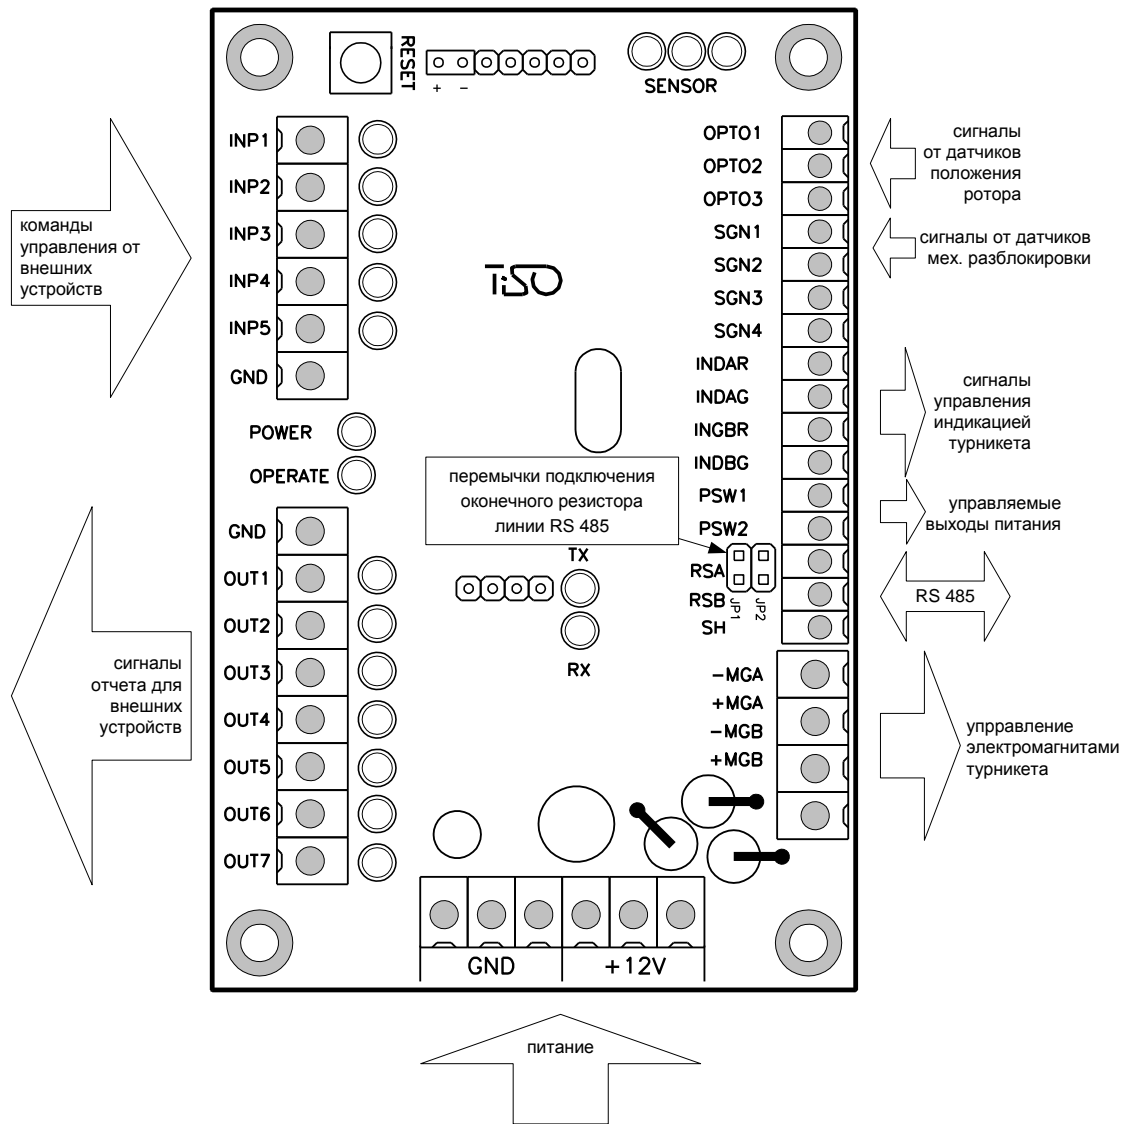 RESET
+ -
SENSOR
INP1
INP2
INP3
INP4
INP5
GND
команды
управления от
внешних
устройств
TiSO
OPTO1
OPTO2
OPTO3
SGN1
SGN2
SGN3
SGN4
INDAR
INDAG
INGBR
INDBG
PSW1
PSW2
RSA
RSB
SH
JP1
JP2
сигналы
от датчиков
положения
ротора
сигналы от датчиков
мех. разблокировки
сигналы
управления
индикацией
турникета
управляемые
выходы питания
RS 485
POWER
OPERATE
перемычки подключения
оконечного резистора
линии RS 485
TX
RX
GND
OUT1
OUT2
OUT3
OUT4
OUT5
OUT6
OUT7
сигналы
отчета для
внешних
устройств
-MGA
+MGA
-MGB
+MGB
упрравление
электромагнитами
турникета
GND
+12V
питание